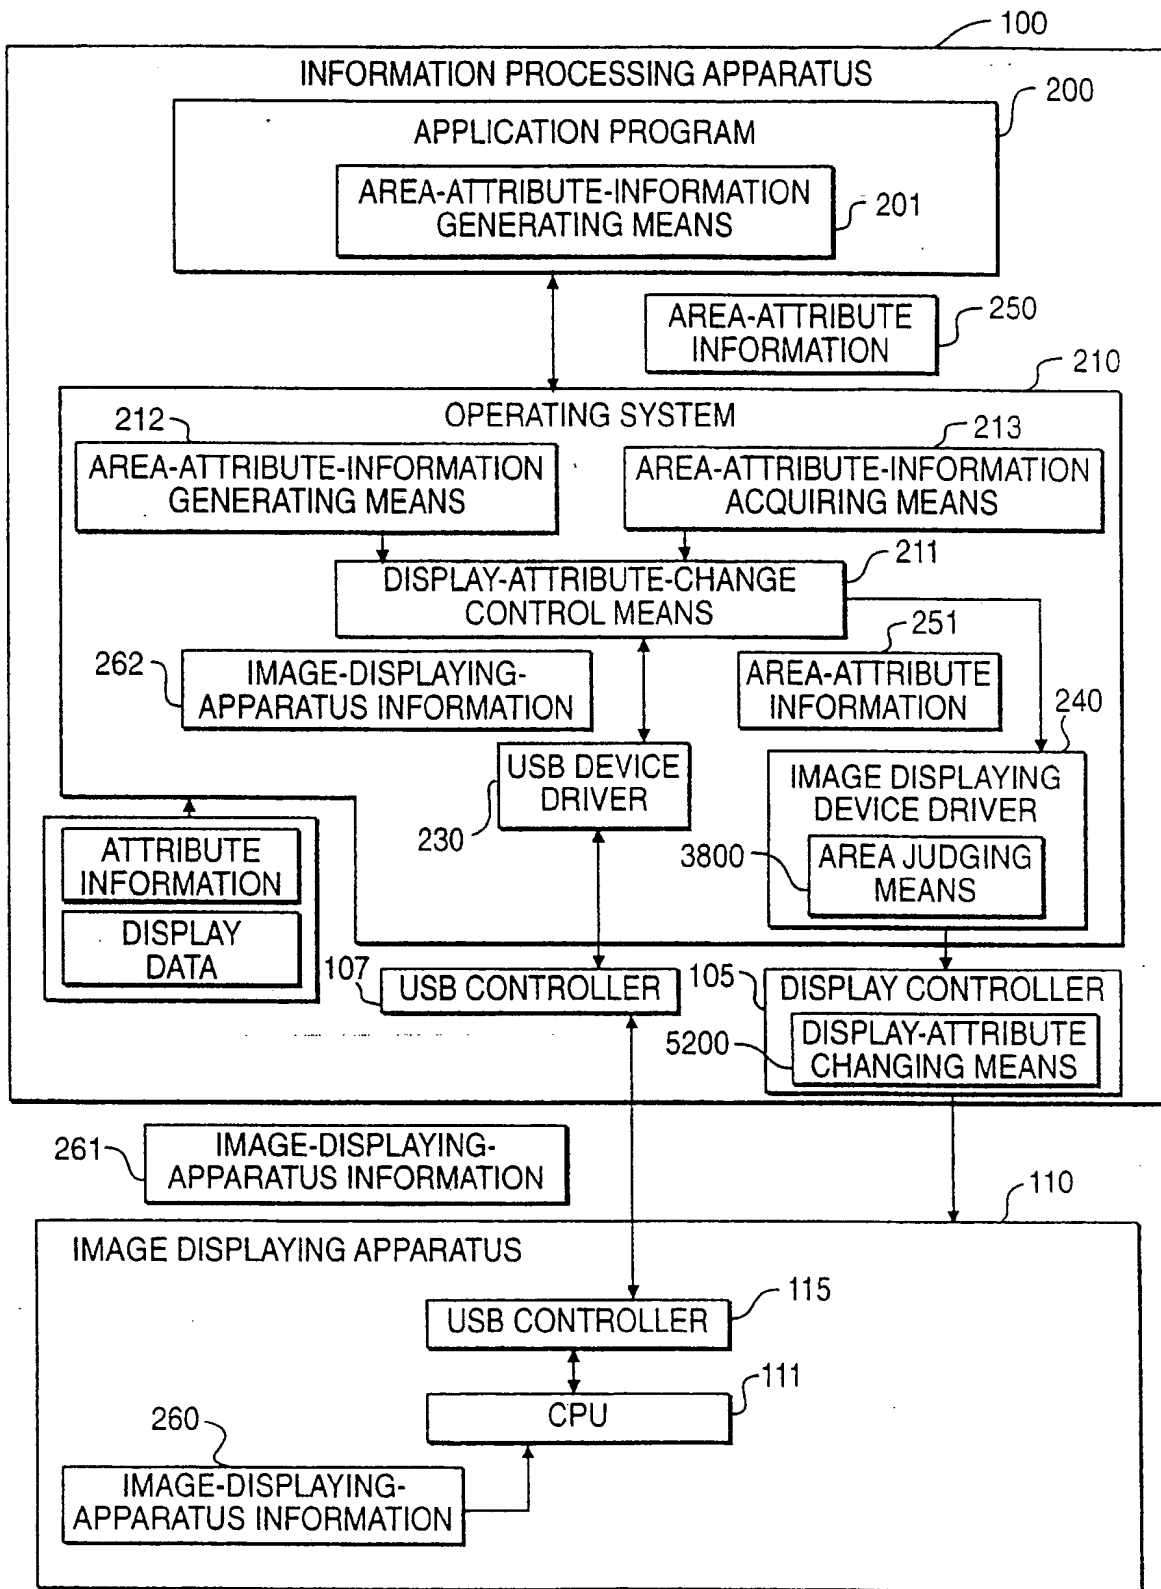 100
INFORMATION PROCESSING APPARATUS
200
APPLICATION PROGRAM
AREA-ATTRIBUTE-INFORMATION
GENERATING MEANS
201
AREA-ATTRIBUTE
INFORMATION
250
210
OPERATING SYSTEM
212
213
AREA-ATTRIBUTE-INFORMATION
GENERATING MEANS
AREA-ATTRIBUTE-INFORMATION
ACQUIRING MEANS
211
DISPLAY-ATTRIBUTE-CHANGE
CONTROL MEANS
251
262
IMAGE-DISPLAYING-
APPARATUS INFORMATION
AREA-ATTRIBUTE
INFORMATION
240
USB DEVICE
DRIVER
230
IMAGE DISPLAYING
DEVICE DRIVER
3800
AREA JUDGING
MEANS
ATTRIBUTE
INFORMATION
DISPLAY
DATA
107
USB CONTROLLER
105
DISPLAY CONTROLLER
5200
DISPLAY-ATTRIBUTE
CHANGING MEANS
261
IMAGE-DISPLAYING-
APPARATUS INFORMATION
110
IMAGE DISPLAYING APPARATUS
115
USB CONTROLLER
111
CPU
260
IMAGE-DISPLAYING-
APPARATUS INFORMATION